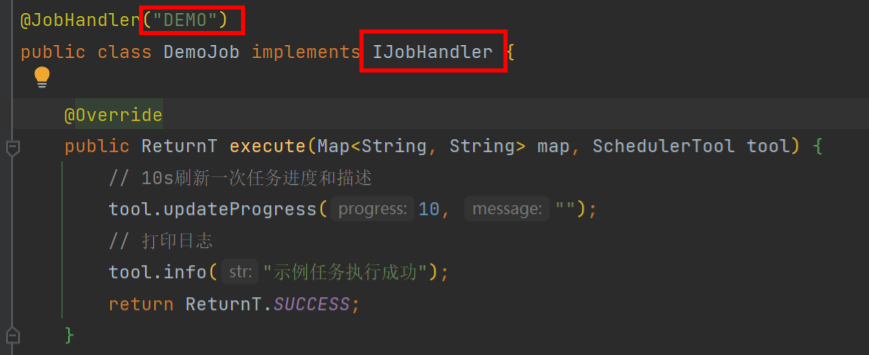 @JobHandler("DEMO")
public class DemoJob implements IJobHandler {
@Override
public ReturnT execute(Map<String, String> map, SchedulerTool tool) {
// 10s刷新一次任务进度和描述
tool.updateProgress( progress: 10, message: "");
// 打印日志
tool.info( str: "示例任务执行成功");
return ReturnT.SUCCESS;
}